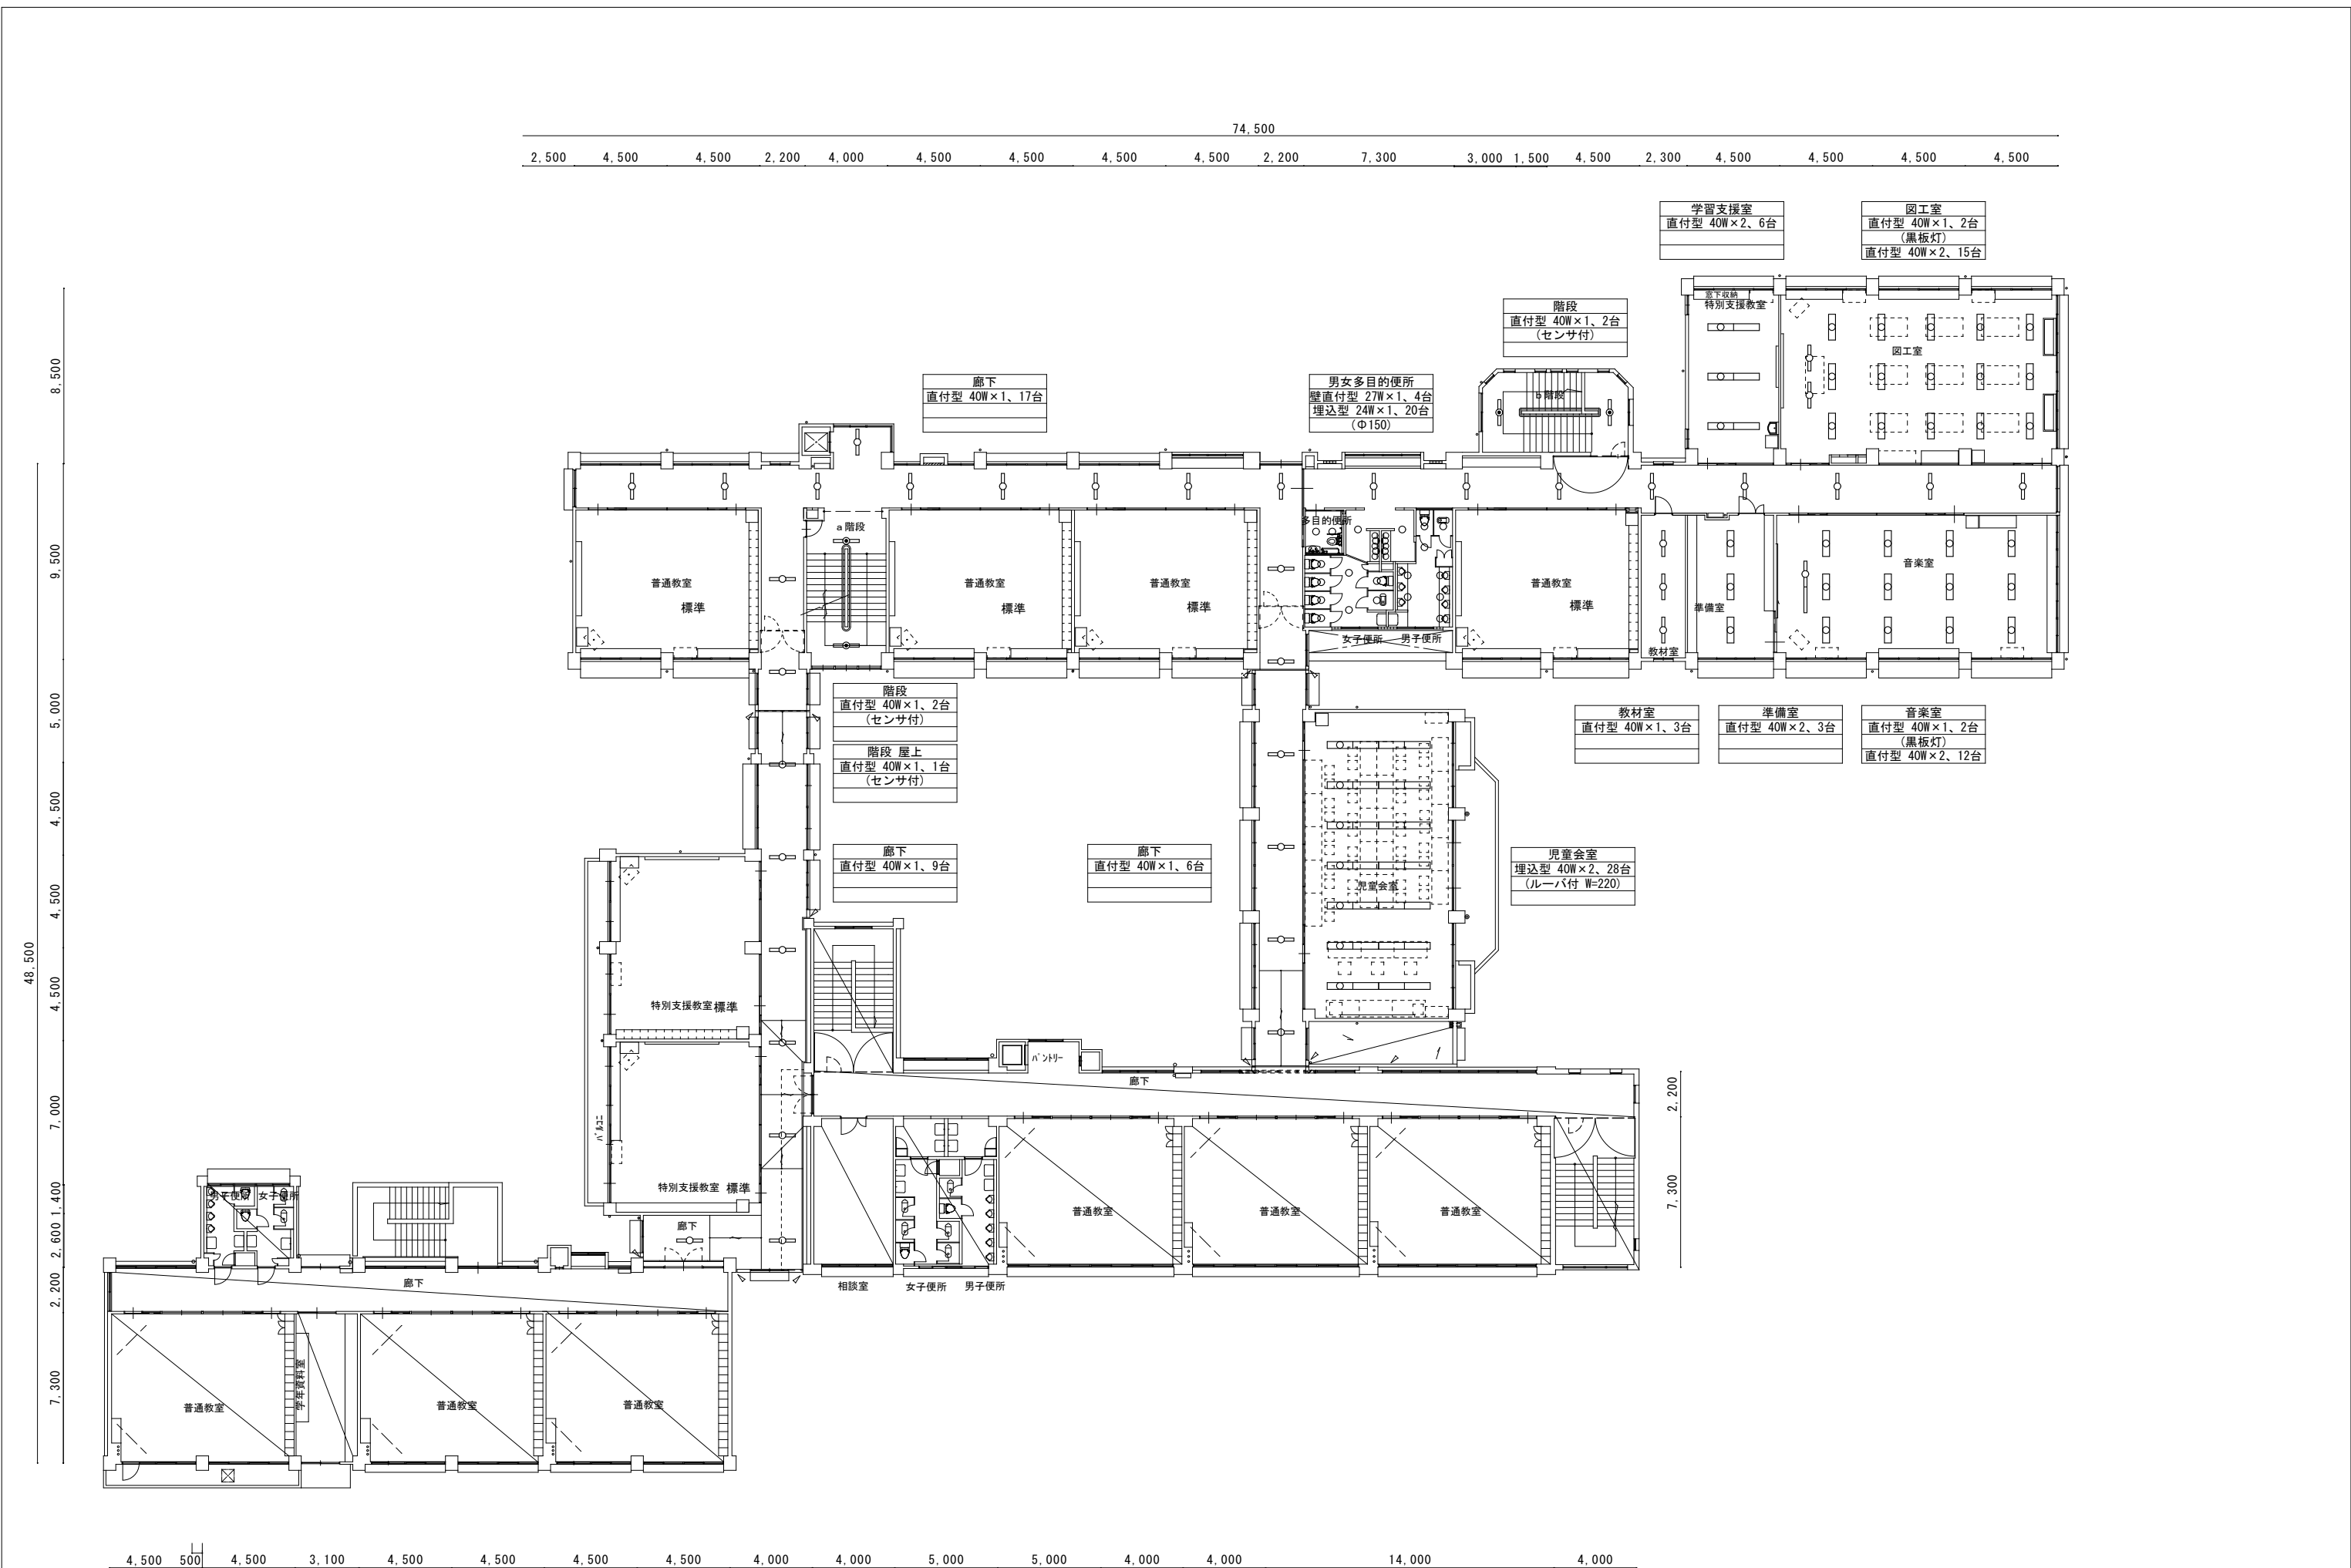 74,500
2,500 4,500 4,500 2,200 4,000 4,500 4,500 4,500 4,500 2,200 7,300 3,000 1,500 4,500 2,300 4,500 4,500 4,500 4,500
学習支援室
直付型 40W×2、6台
図工室
直付型 40W×1、2台
(黒板灯)
直付型 40W×2、15台
階段
直付型 40W×1、2台
(センサ付)
窓下収納
特別支援教室
図工室
廊下
直付型 40W×1、17台
男女多目的便所
壁直付型 27W×1、4台
埋込型 24W×1、20台
(Φ150)
b階段
a階段
多目的便所
普通教室
標準
普通教室
標準
普通教室
標準
普通教室
標準
音楽室
準備室
女子便所
男子便所
教材室
階段
直付型 40W×1、2台
(センサ付)
階段 屋上
直付型 40W×1、1台
(センサ付)
教材室
直付型 40W×1、3台
準備室
直付型 40W×2、3台
音楽室
直付型 40W×1、2台
(黒板灯)
直付型 40W×2、12台
廊下
直付型 40W×1、9台
廊下
直付型 40W×1、6台
児童会室
埋込型 40W×2、28台
(ルーバ付 W=220)
児童会室
特別支援教室
標準
パントリー
廊下
バルコニー
特別支援教室
標準
男子便所
女子便所
廊下
普通教室
普通教室
普通教室
廊下
相談室
女子便所
男子便所
普通教室
学年資料室
普通教室
普通教室
48,500
8,500
9,500
5,000
4,500
4,500
4,500
7,000
1,400
2,600
2,200
7,300
2,200
7,300
4,500 500 4,500 3,100 4,500 4,500 4,500 4,500 4,000 4,000 5,000 5,000 4,000 4,000 14,000 4,000